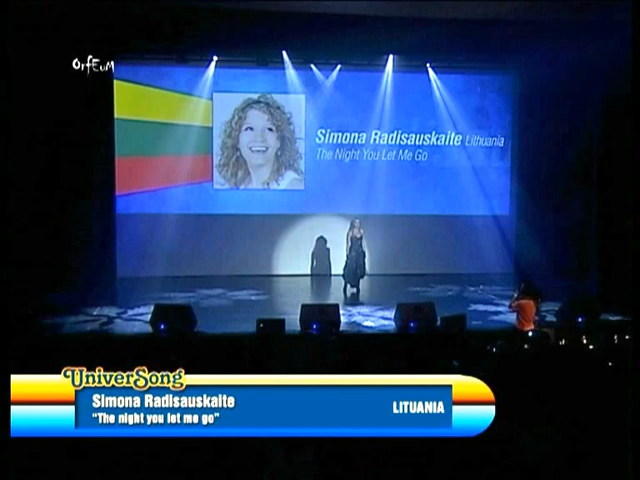 OrfEuM
Simona Radisauskaite Lithuania
The Night You Let Me Go
UniverSong
Simona Radisauskaite
"The night you let me go"
LITUANIA